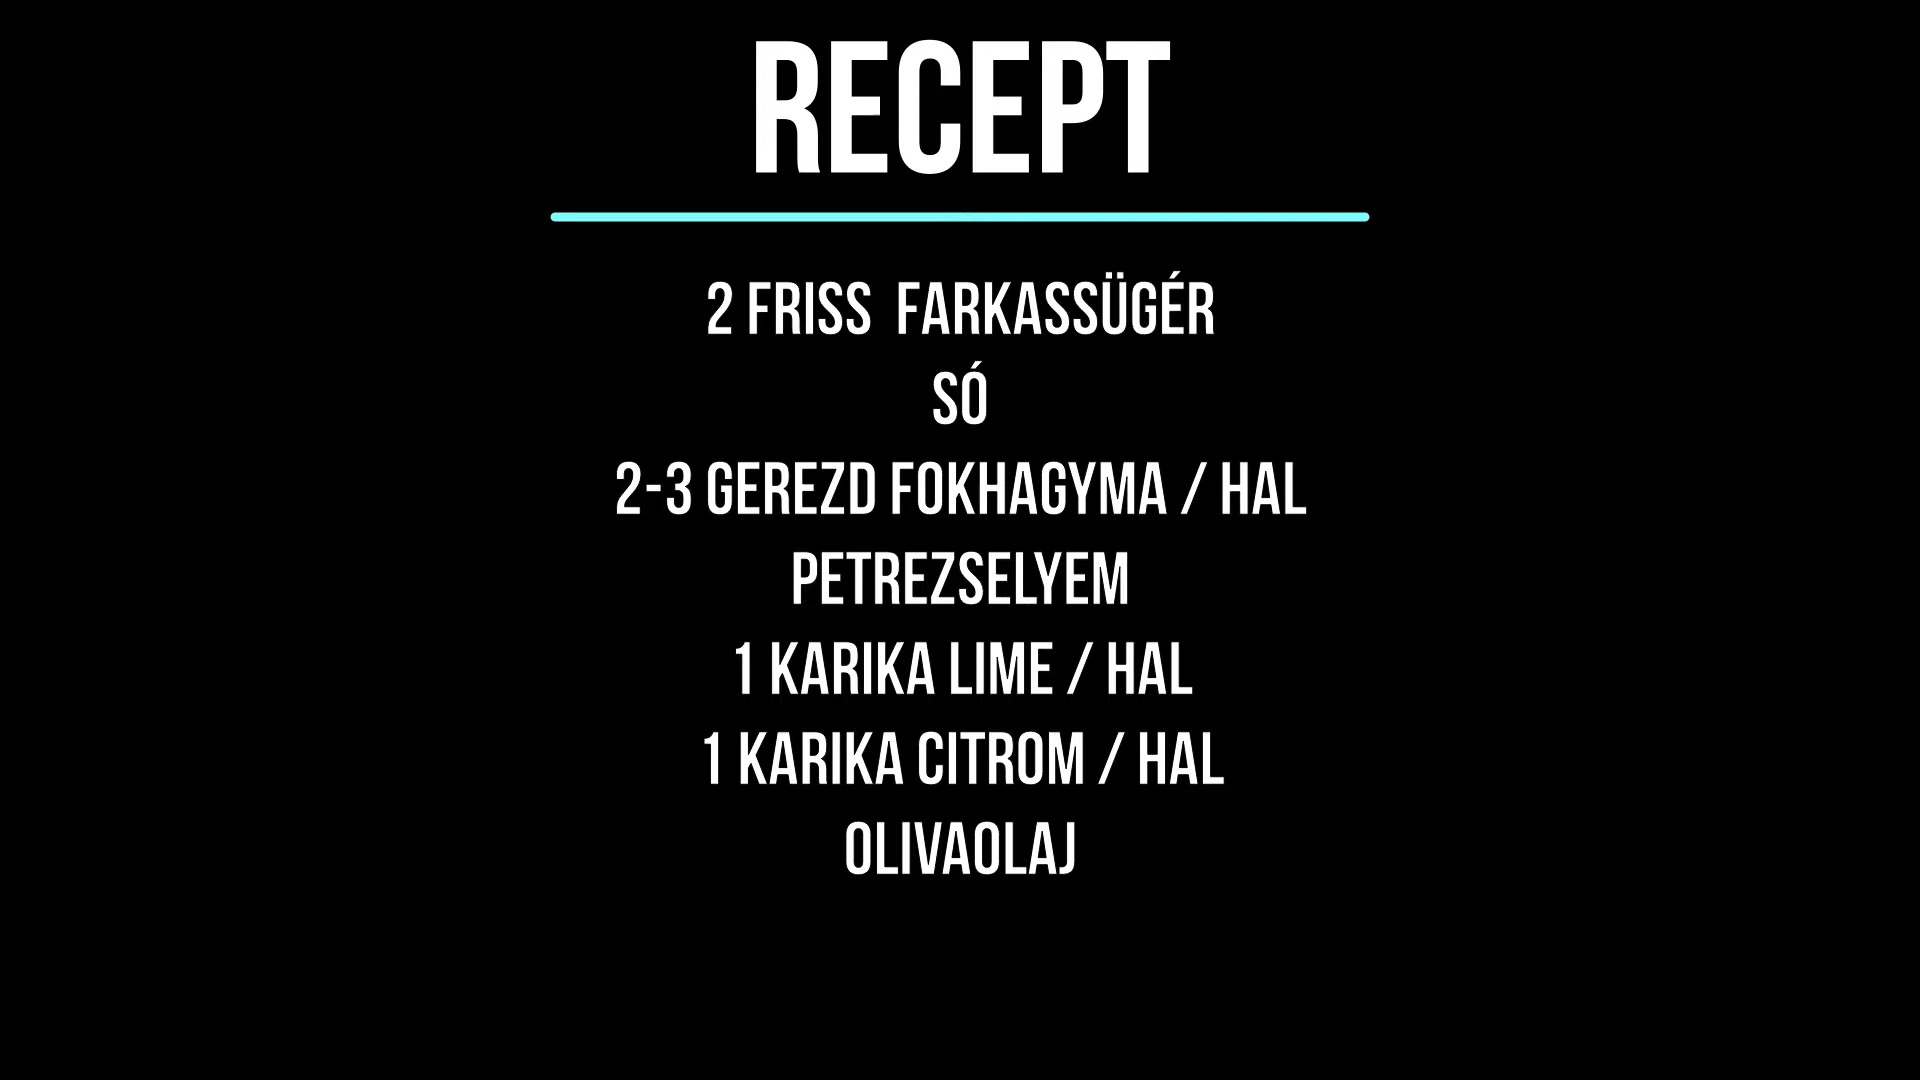 RECEPT
2 FRISS FARKASSÜGÉR
SÓ
2-3 GEREZD FOKHAGYMA / HAL
PETREZSELYEM
1 KARIKA LIME / HAL
1 KARIKA CITROM / HAL
OLIVAOLAJ